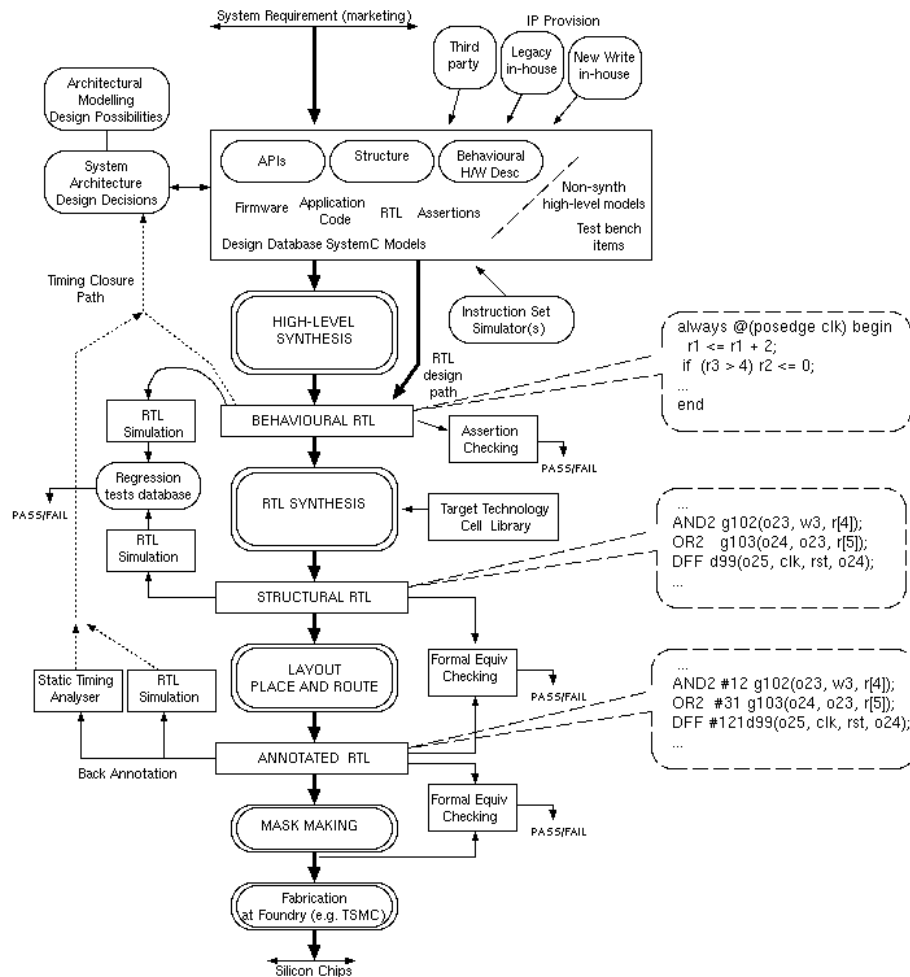 System Requirement (marketing)
IP Provision
Third
party
Legacy
in-house
New Write
in-house
Architectural
Modelling
Design Possibilities
System
Architecture
Design Decisions
APIs
Structure
Behavioural
H/W Desc
Non-synth
high-level models
Firmware
Application
Code
RTL
Assertions
Test bench
items
Design Database SystemC Models
Timing Closure
Path
HIGH-LEVEL
SYNTHESIS
Instruction Set
Simulator(s)
RTL
design
path
always @(posedge clk) begin
r1 <= r1 + 2;
if (r3 > 4) r2 <= 0;
...
end
RTL
Simulation
BEHAVIOURAL RTL
Assertion
Checking
PASS/FAIL
Regression
tests database
PASS/FAIL
RTL SYNTHESIS
Target Technology
Cell Library
RTL
Simulation
...
AND2 g102(o23, w3, r[4]);
OR2 g103(o24, o23, r[5]);
DFF d99(o25, clk, rst, o24);
...
STRUCTURAL RTL
Static Timing
Analyser
RTL
Simulation
LAYOUT
PLACE AND ROUTE
Formal Equiv
Checking
PASS/FAIL
...
AND2 #12 g102(o23, w3, r[4]);
OR2 #31 g103(o24, o23, r[5]);
DFF #121d99(o25, clk, rst, o24);
...
Back Annotation
ANNOTATED RTL
Formal Equiv
Checking
PASS/FAIL
MASK MAKING
Fabrication
at Foundry (e.g. TSMC)
Silicon Chips